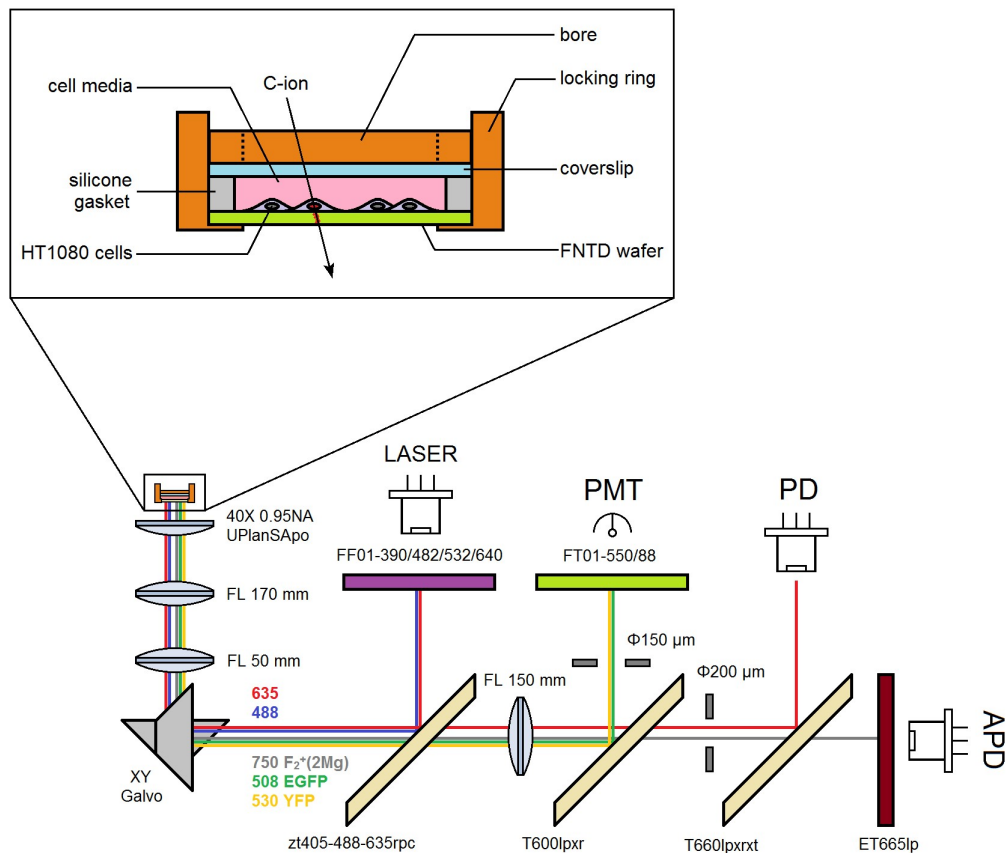 bore
cell media
C-ion
locking ring
silicone
gasket
coverslip
HT1080 cells
FNTD wafer
LASER
PMT
PD
40X 0.95NA
UPlanSApo
FF01-390/482/532/640
FT01-550/88
FL 170 mm
Φ150 µm
FL 50 mm
FL 150 mm
Φ200 µm
635
488
APD
750 F₂⁺(2Mg)
508 EGFP
530 YFP
XY
Galvo
zt405-488-635rpc
T600lpxr
T660lpxrxt
ET665lp